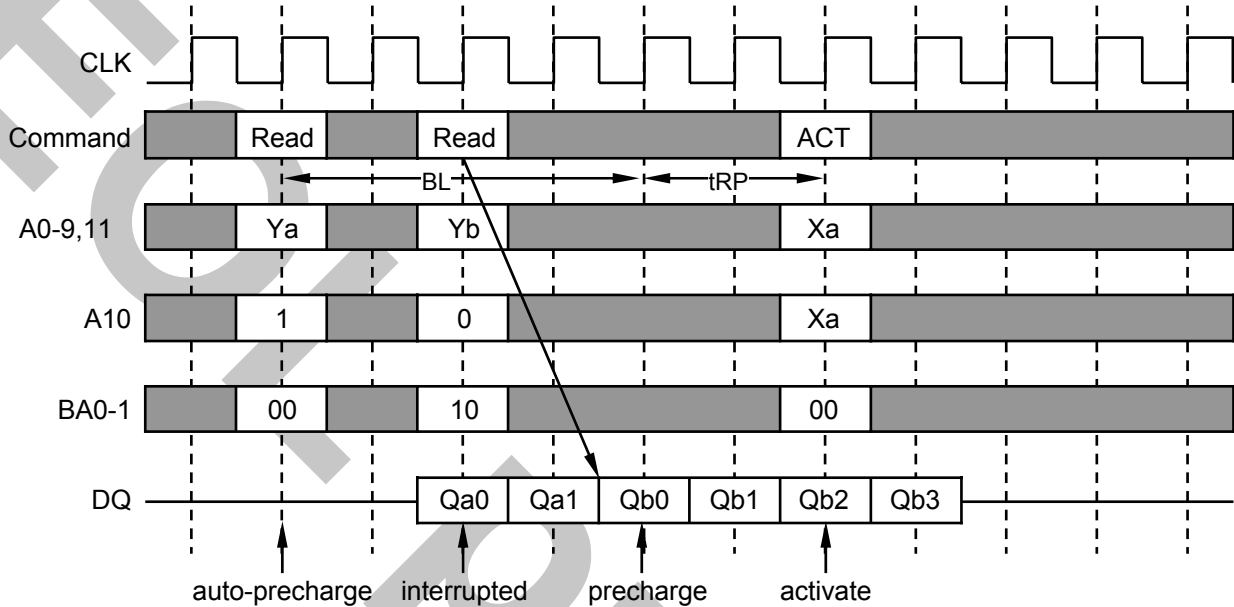 CLK
Command Read Read ACT
BL tRP
A0-9,11 Ya Yb Xa
A10 1 0 Xa
BA0-1 00 10 00
DQ Qa0 Qa1 Qb0 Qb1 Qb2 Qb3
auto-precharge interrupted precharge activate